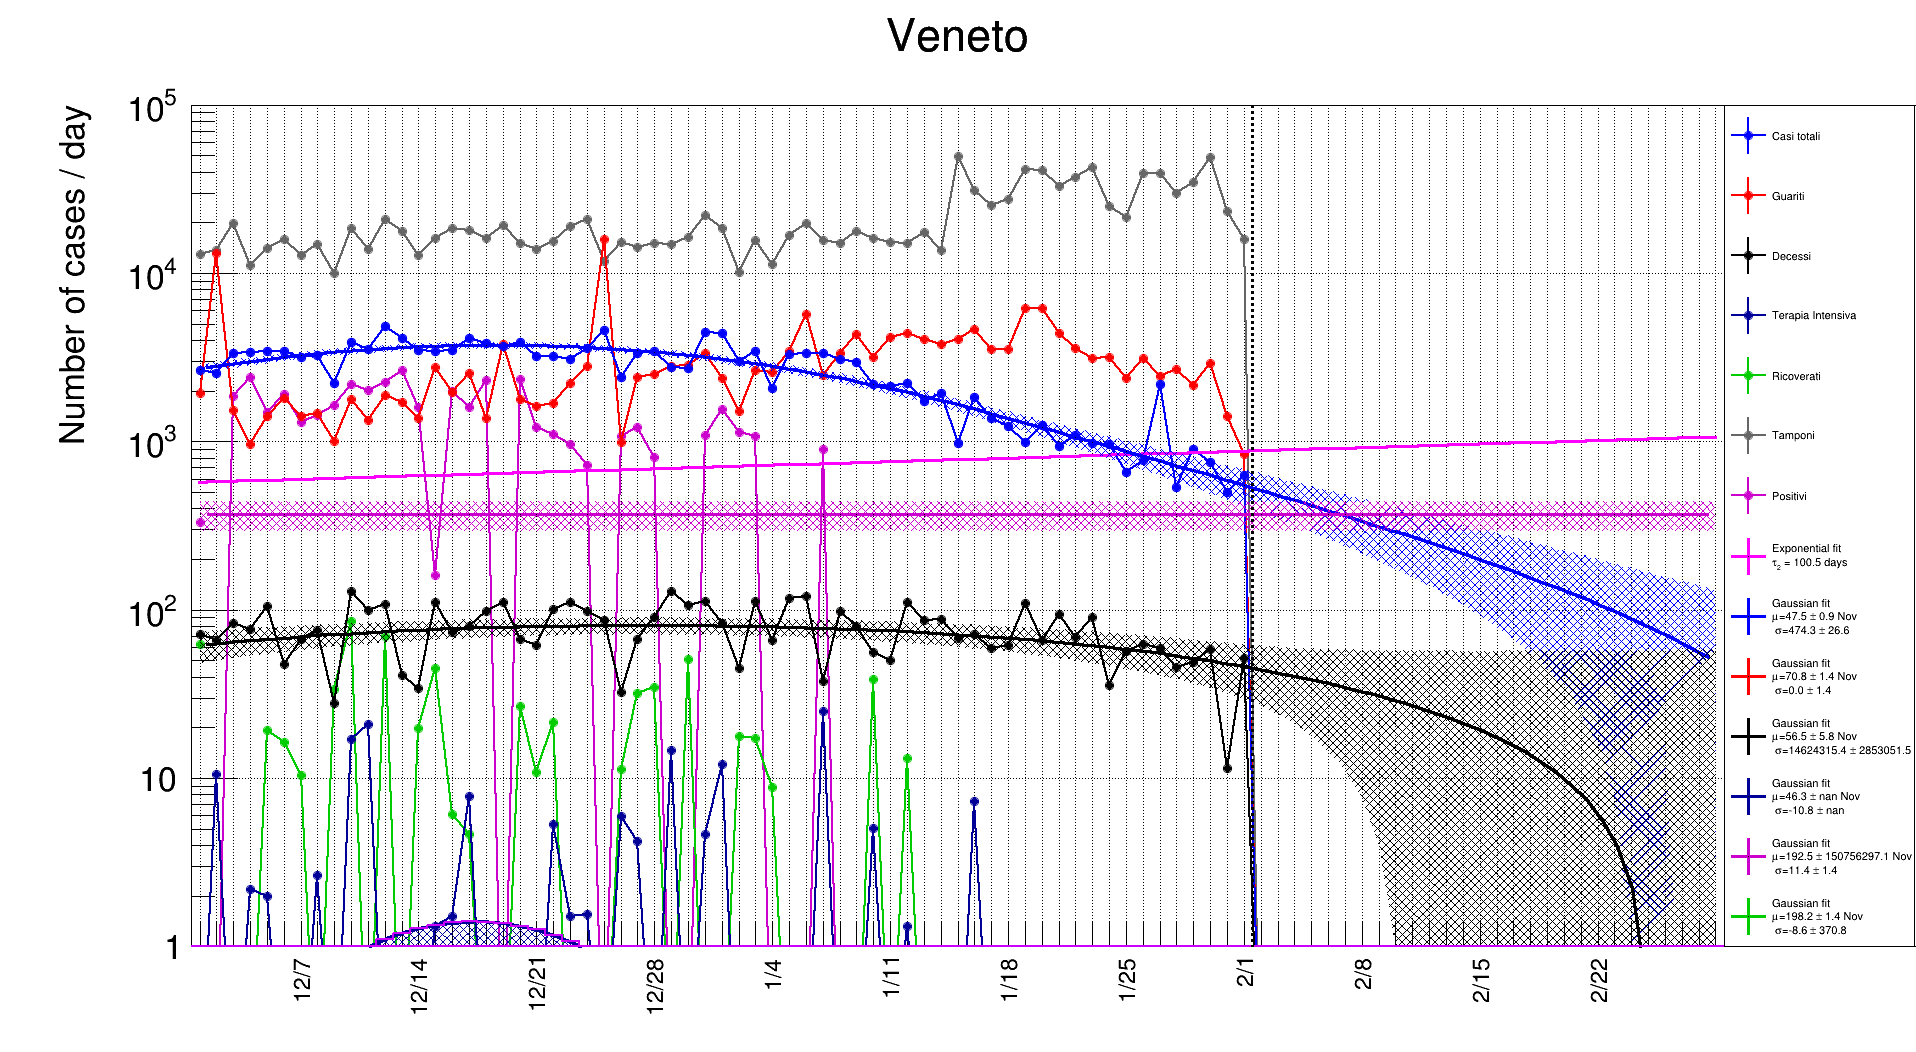 Veneto
Number of cases / day
10^5
10^4
10^3
10^2
10
1
12/7
12/14
12/21
12/28
1/4
1/11
1/18
1/25
2/1
2/8
2/15
2/22
Casi totali
Guariti
Decessi
Terapia Intensiva
Ricoverati
Tamponi
Positivi
Exponential fit
τ₂ = 100.5 days
Gaussian fit
μ=47.5 ± 0.9 Nov
σ=474.3 ± 26.6
Gaussian fit
μ=70.8 ± 1.4 Nov
σ=0.0 ± 1.4
Gaussian fit
μ=56.5 ± 5.8 Nov
σ=14624315.4 ± 2853051.5
Gaussian fit
μ=46.3 ± nan Nov
σ=-10.8 ± nan
Gaussian fit
μ=192.5 ± 150756297.1 Nov
σ=11.4 ± 1.4
Gaussian fit
μ=198.2 ± 1.4 Nov
σ=-8.6 ± 370.8